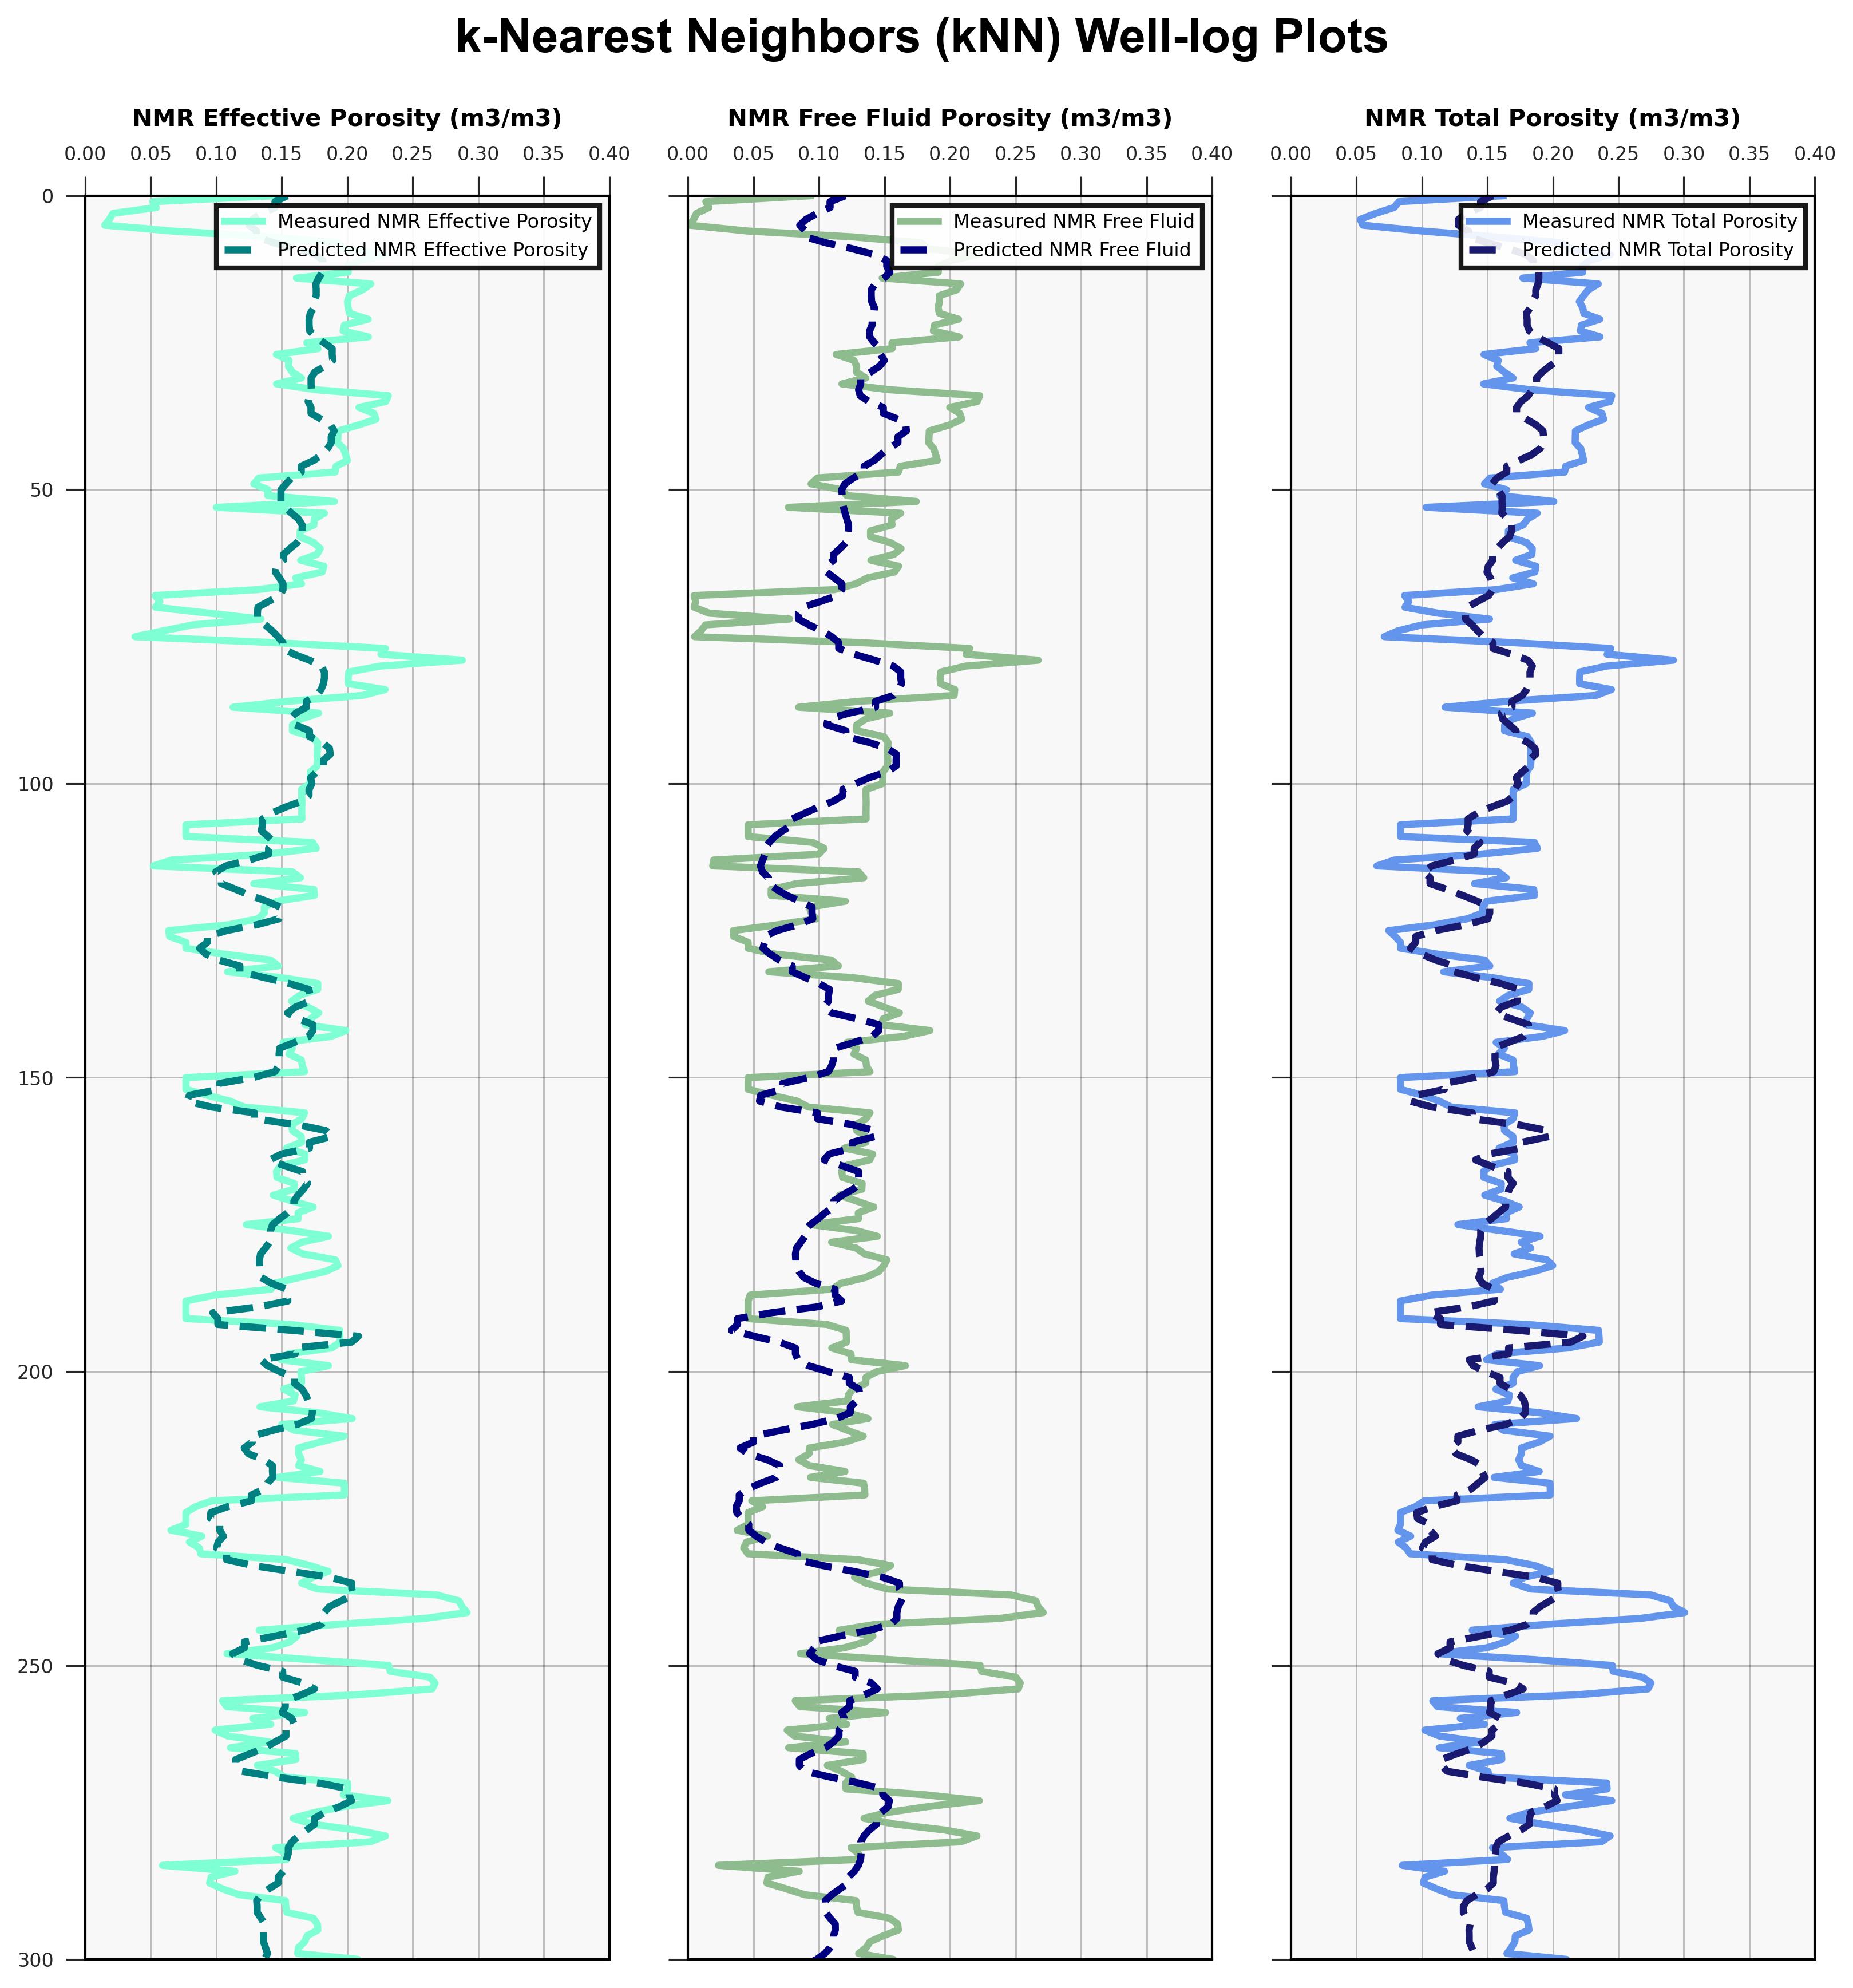 k-Nearest Neighbors (kNN) Well-log Plots
NMR Effective Porosity (m3/m3)
0.00 0.05 0.10 0.15 0.20 0.25 0.30 0.35 0.40
Measured NMR Effective Porosity
Predicted NMR Effective Porosity
0
50
100
150
200
250
300
NMR Free Fluid Porosity (m3/m3)
0.00 0.05 0.10 0.15 0.20 0.25 0.30 0.35 0.40
Measured NMR Free Fluid
Predicted NMR Free Fluid
NMR Total Porosity (m3/m3)
0.00 0.05 0.10 0.15 0.20 0.25 0.30 0.35 0.40
Measured NMR Total Porosity
Predicted NMR Total Porosity